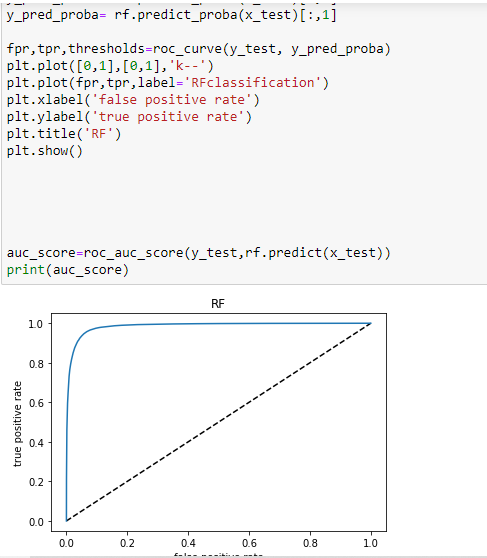 y_pred_proba= rf.predict_proba(x_test)[:,1]
fpr,tpr,thresholds=roc_curve(y_test, y_pred_proba)
plt.plot([0,1],[0,1],'k--')
plt.plot(fpr,tpr,label='RFclassification')
plt.xlabel('false positive rate')
plt.ylabel('true positive rate')
plt.title('RF')
plt.show()
auc_score=roc_auc_score(y_test,rf.predict(x_test))
print(auc_score)
RF
1.0
0.8
0.6
0.4
0.2
0.0
true positive rate
0.0 0.2 0.4 0.6 0.8 1.0
false positive rate